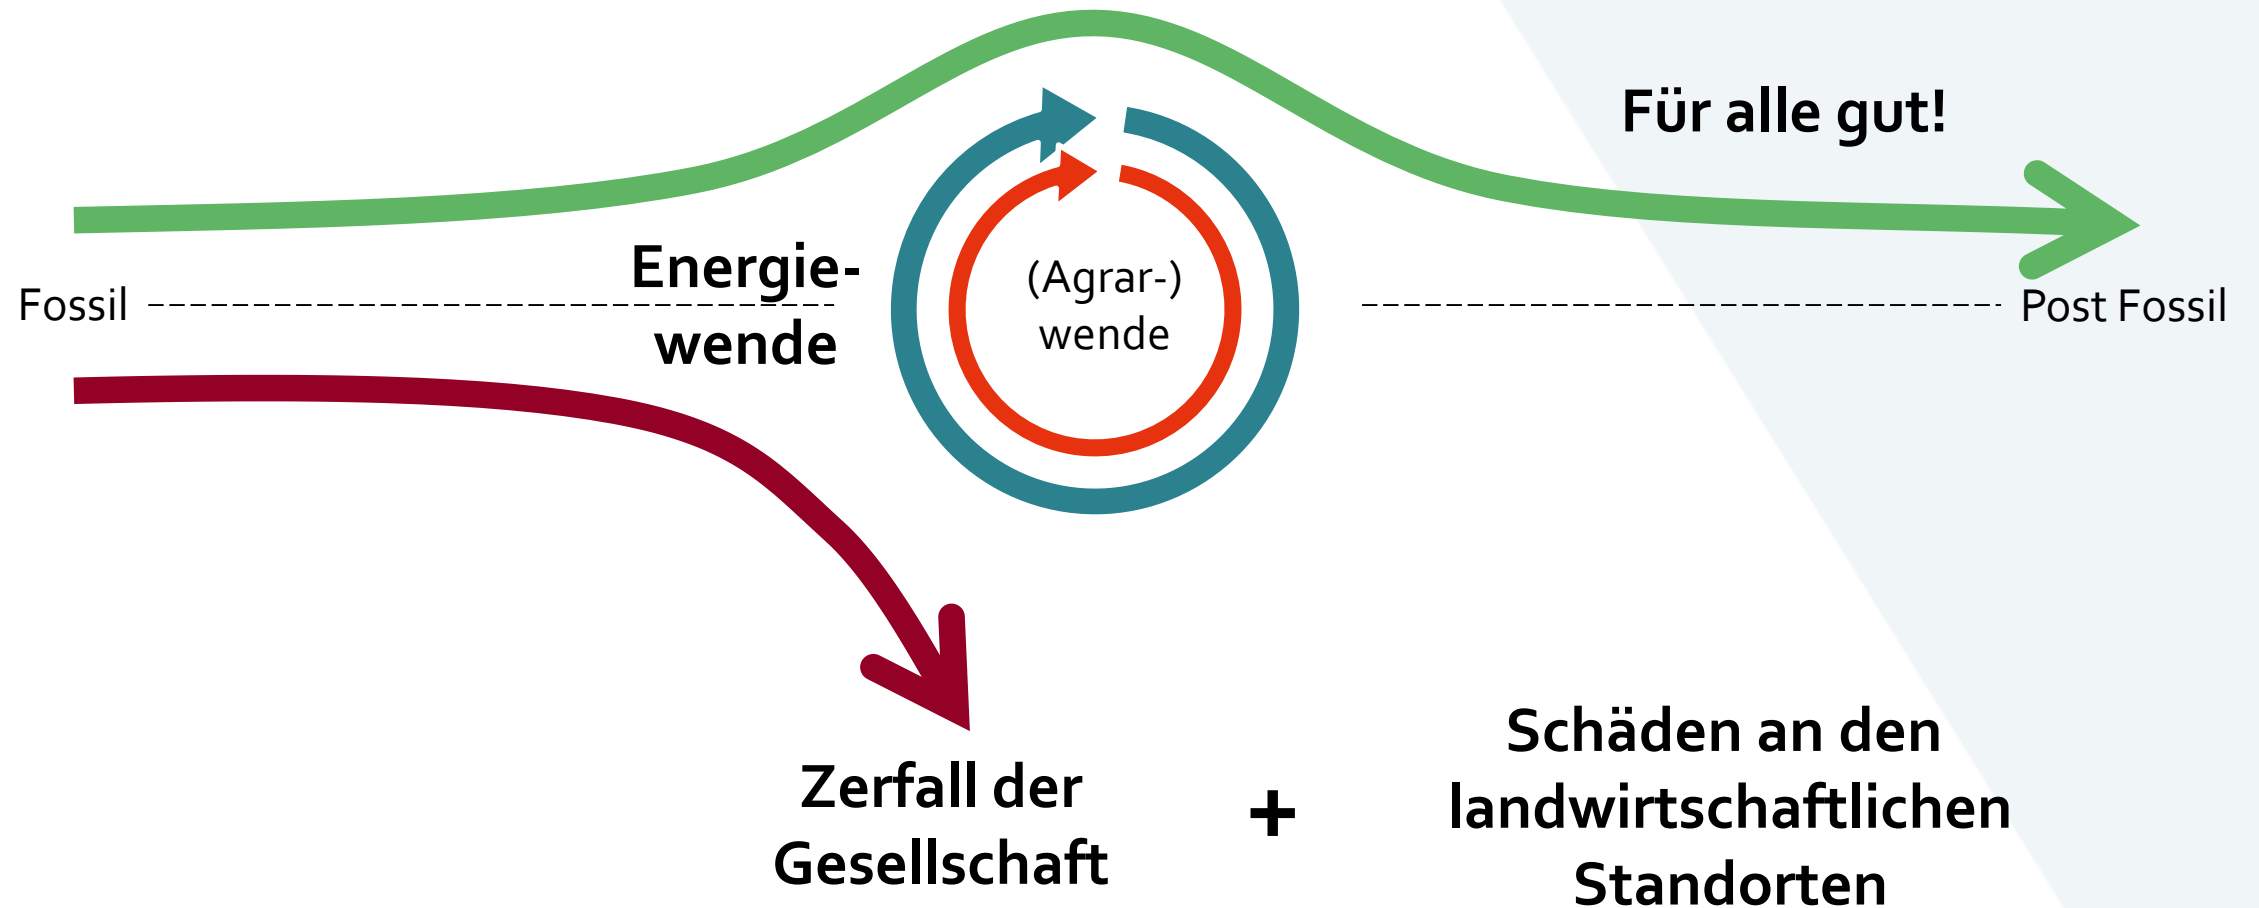 Für alle gut!
Energie-
wende
(Agrar-)
wende
Fossil
Post Fossil
Zerfall der
Gesellschaft
+
Schäden an den
landwirtschaftlichen
Standorten